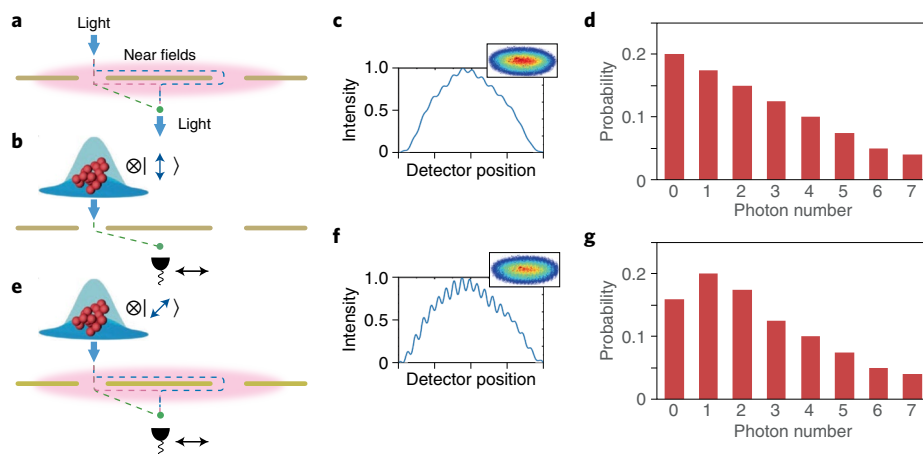 a
Light
Near fields
Light
b
⊗| ↕ ⟩
e
⊗| ⤢ ⟩
c
1.0
0.5
0
Intensity
Detector position
f
1.0
0.5
0
Intensity
Detector position
d
0.2
0.1
0
Probability
0 1 2 3 4 5 6 7
Photon number
g
0.2
0.1
0
Probability
0 1 2 3 4 5 6 7
Photon number